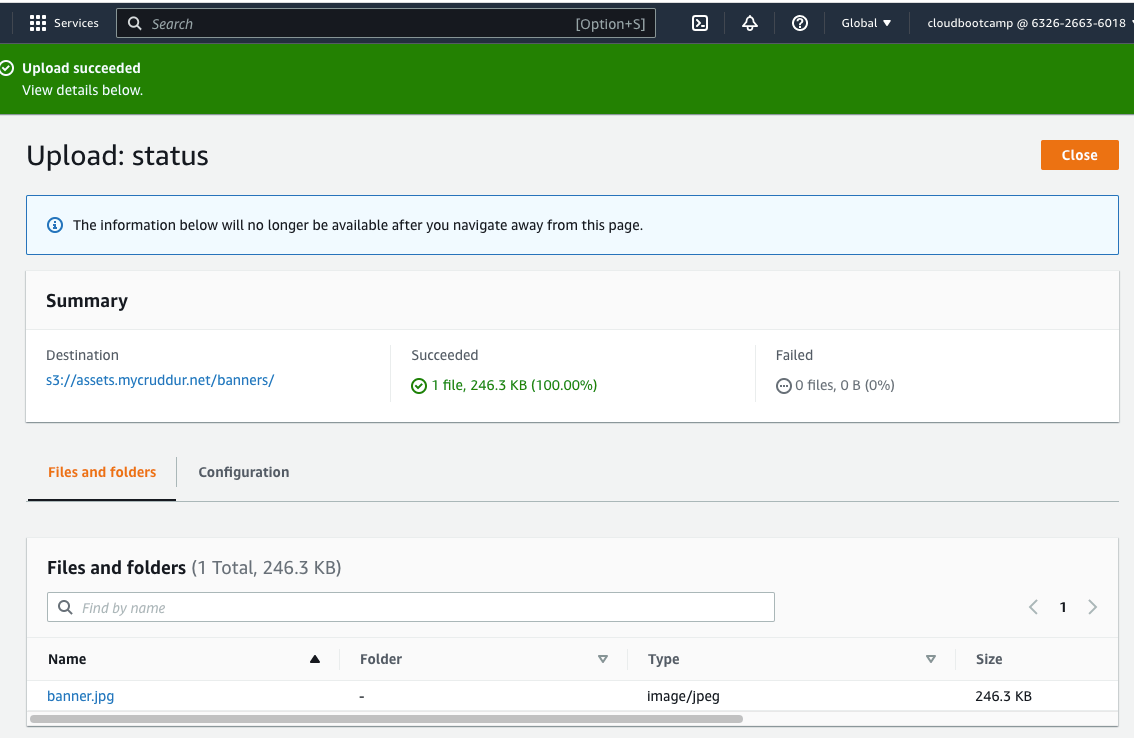 Services Search [Option+S] Global cloudbootcamp @ 6326-2663-6018
Upload succeeded
View details below.
Upload: status Close
The information below will no longer be available after you navigate away from this page.
Summary
Destination Succeeded Failed
s3://assets.mycruddur.net/banners/ 1 file, 246.3 KB (100.00%) 0 files, 0 B (0%)
Files and folders Configuration
Files and folders (1 Total, 246.3 KB)
Find by name 1
Name Folder Type Size
banner.jpg - image/jpeg 246.3 KB